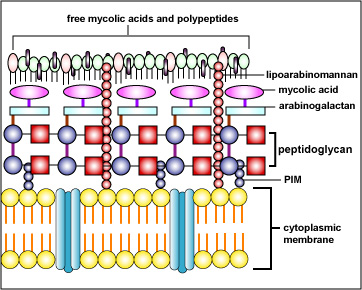 free mycolic acids and polypeptides
lipoarabinomannan
mycolic acid
arabinogalactan
peptidoglycan
PIM
cytoplasmic
membrane